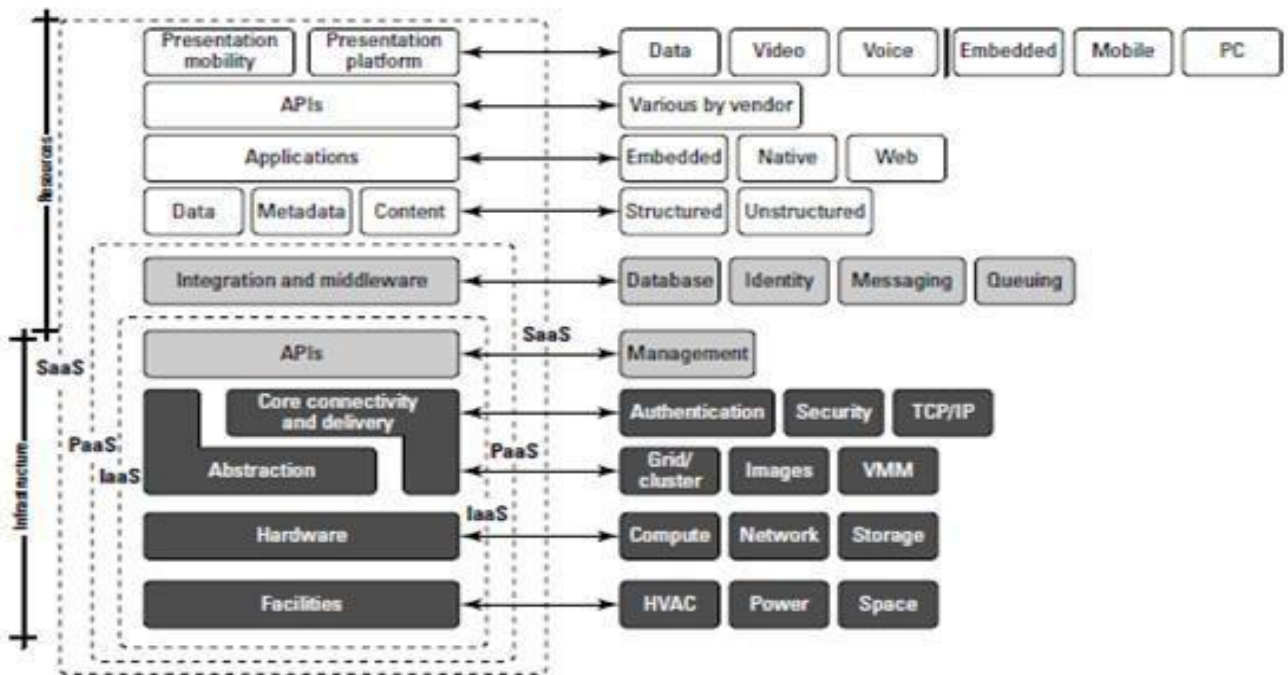 Presentation mobility
Presentation platform
Data
Video
Voice
Embedded
Mobile
PC
APIs
Various by vendor
Resources
Applications
Embedded
Native
Web
Data
Metadata
Content
Structured
Unstructured
Integration and middleware
Database
Identity
Messaging
Queuing
APIs
SaaS
Management
SaaS
Core connectivity and delivery
Authentication
Security
TCP/IP
PaaS
IaaS
Abstraction
PaaS
Grid/cluster
Images
VMM
Infrastructure
IaaS
Hardware
Compute
Network
Storage
Facilities
HVAC
Power
Space